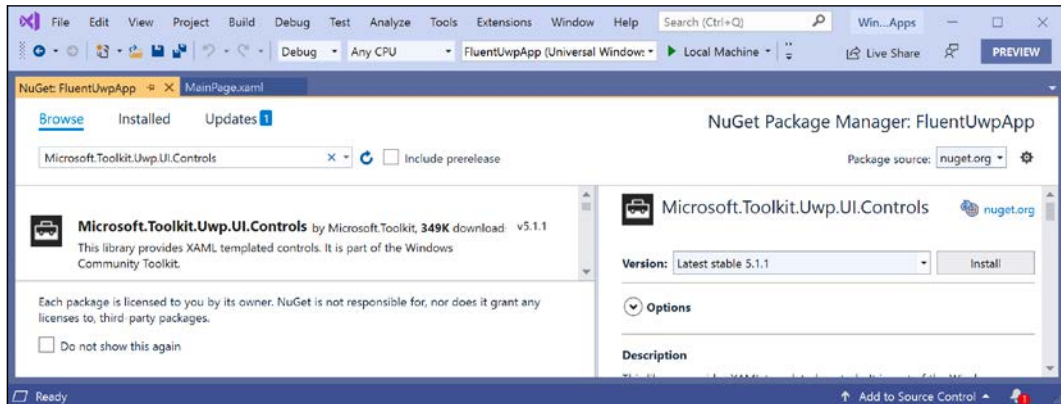 File Edit View Project Build Debug Test Analyze Tools Extensions Window Help Search (Ctrl+Q) Win...Apps
Debug Any CPU FluentUwpApp (Universal Window: Local Machine Live Share PREVIEW
NuGet: FluentUwpApp MainPage.xaml
Browse Installed Updates 1
NuGet Package Manager: FluentUwpApp
Microsoft.Toolkit.Uwp.UI.Controls Include prerelease
Package source: nuget.org
Microsoft.Toolkit.Uwp.UI.Controls by Microsoft.Toolkit, 349K download v5.1.1
This library provides XAML templated controls. It is part of the Windows
Community Toolkit.
Each package is licensed to you by its owner. NuGet is not responsible for, nor does it grant any
licenses to, third-party packages.
Do not show this again
Microsoft.Toolkit.Uwp.UI.Controls nuget.org
Version: Latest stable 5.1.1 Install
Options
Description
Ready Add to Source Control 1